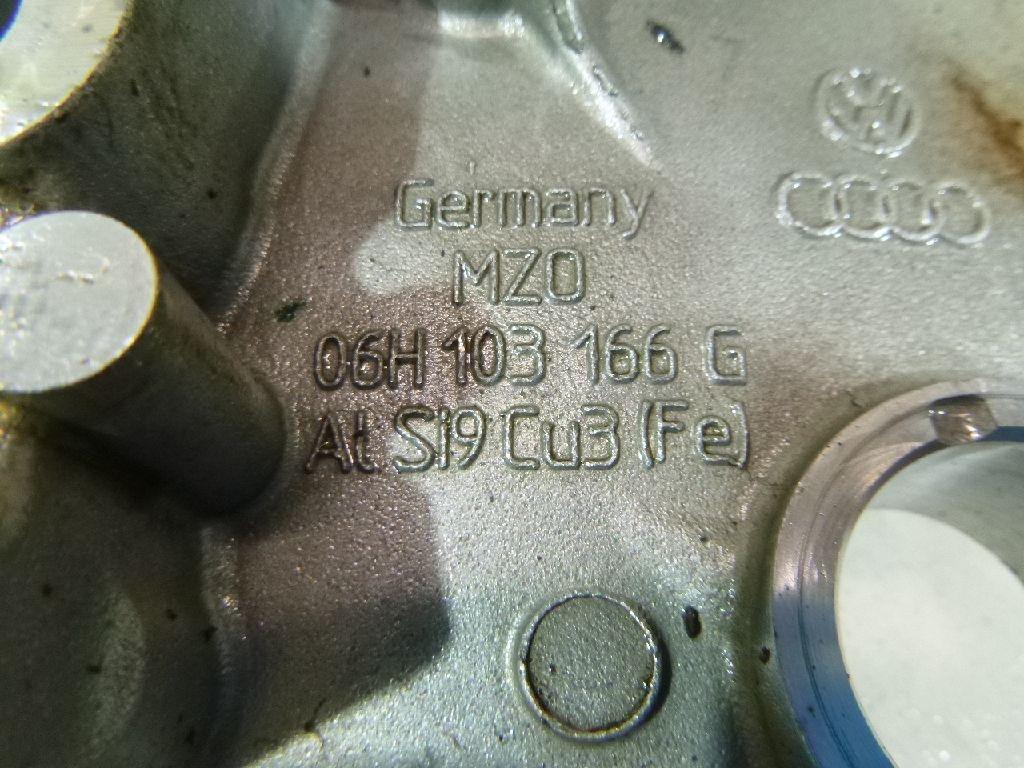 Germany
MZO
06H 103 166 G
Al Si9 Cu3 (Fe)